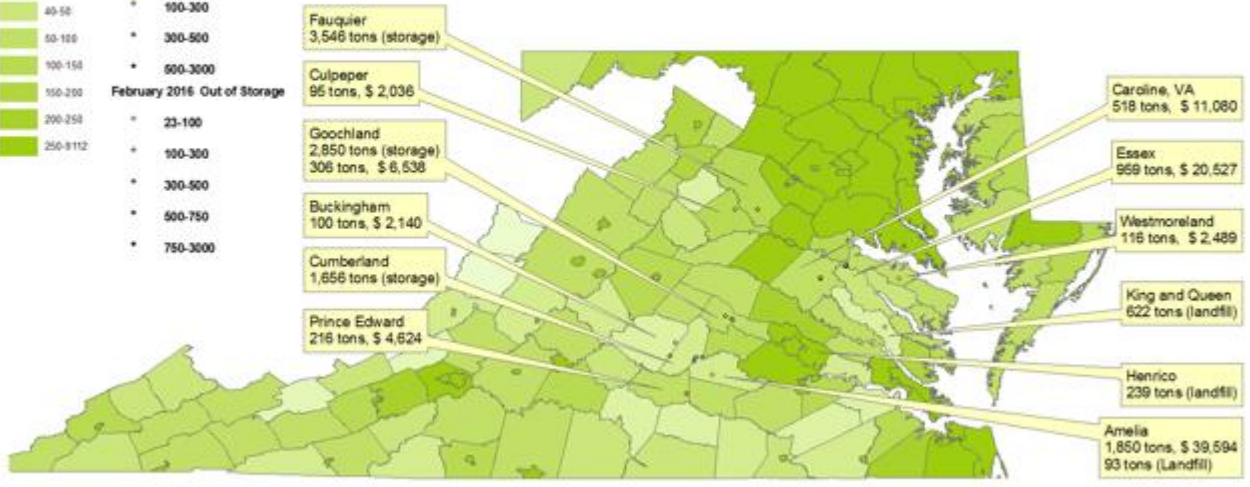 40-50
50-100
100-150
150-200
200-250
250-9112
100-300
300-500
500-3000
February 2016 Out of Storage
23-100
100-300
300-500
500-750
750-3000
Fauquier
3,546 tons (storage)
Culpeper
95 tons, $ 2,036
Goochland
2,850 tons (storage)
306 tons, $ 6,538
Buckingham
100 tons, $ 2,140
Cumberland
1,656 tons (storage)
Prince Edward
216 tons, $ 4,624
Caroline, VA
518 tons, $ 11,080
Essex
959 tons, $ 20,527
Westmoreland
116 tons, $ 2,489
King and Queen
622 tons (landfill)
Henrico
239 tons (landfill)
Amelia
1,850 tons, $ 39,594
93 tons (Landfill)